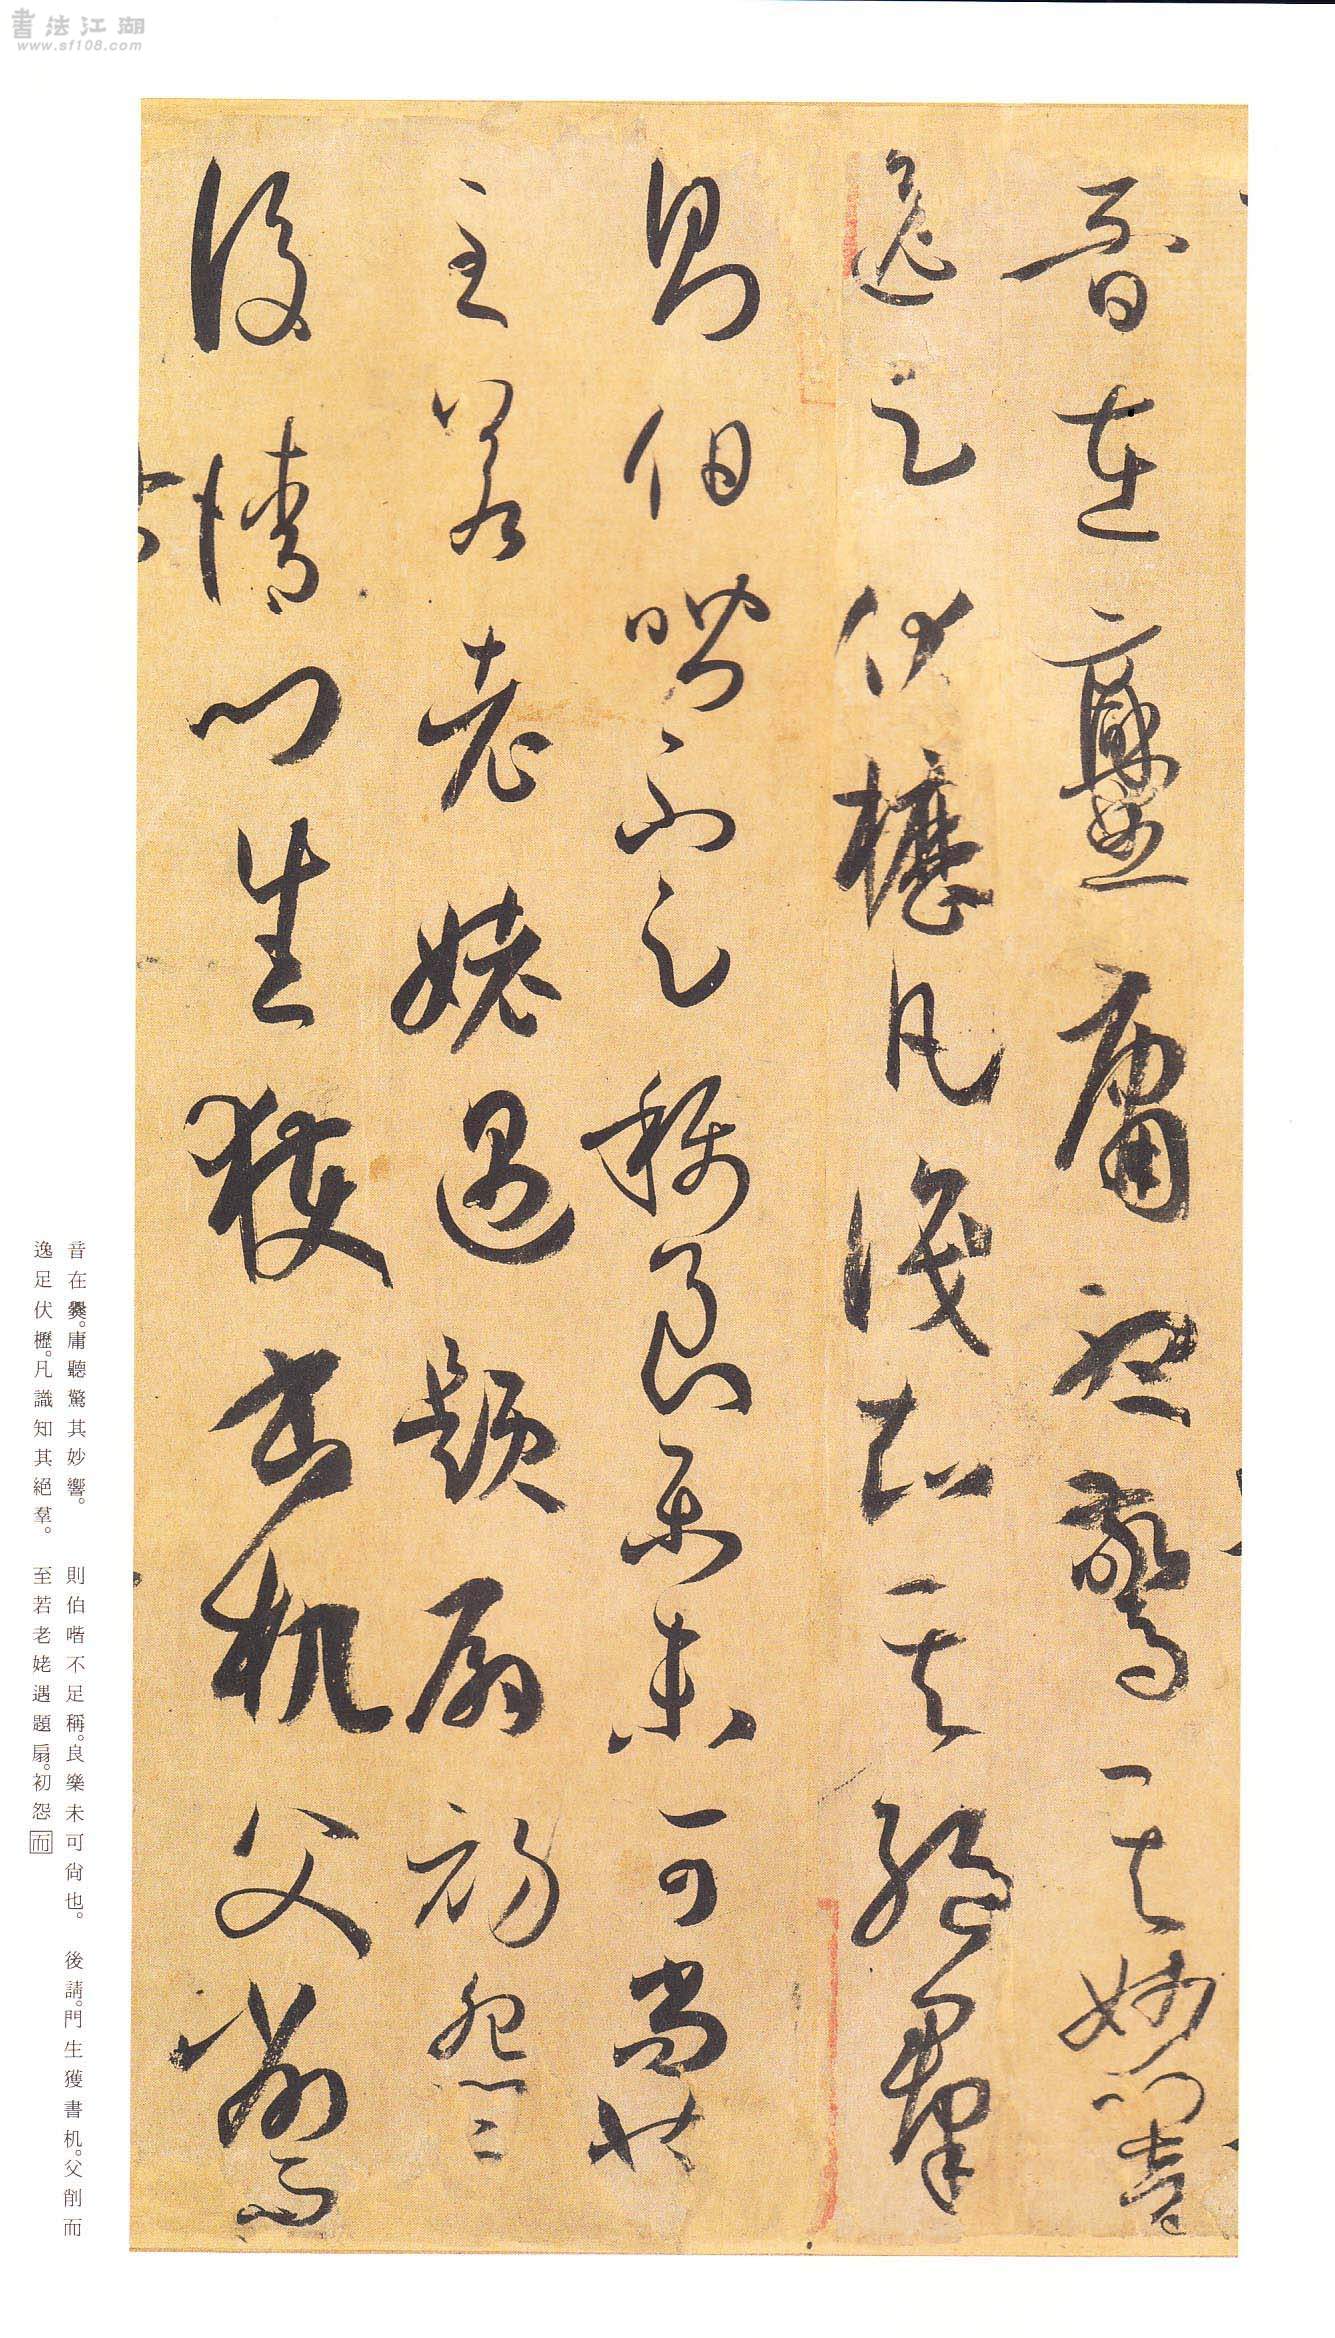 書法江湖
www.sf108.com
音在爨庸聽驚其妙響
逸足伏櫪凡識知其絕羣
則伯喈不足稱良樂未可尚也
至若老姥遇題扇初怨
後請門生獲書机父削而
音在爨。庸聽驚其妙響。
逸足伏櫪。凡識知其絕羣。
則伯喈不足稱。良樂未可尚也。
至若老姥遇題扇。初怨而
後請。門生獲書机。父削而